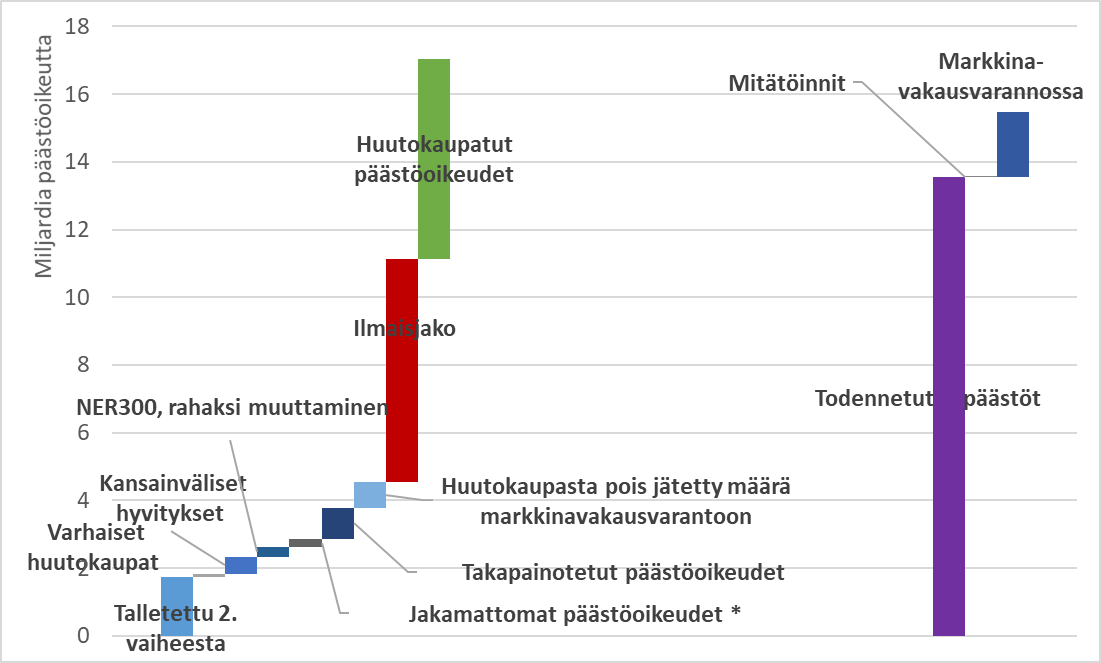 18
16
14
12
10
8
6
4
2
0
Miljardia päästöoikeutta
Huutokaupatut
päästöoikeudet
Mitätöinnit
Markkina-
vakausvarannossa
Ilmaisjako
Todennetut päästöt
NER300, rahaksi muuttaminen
Kansainväliset
hyvitykset
Varhaiset
huutokaupat
Talletettu 2.
vaiheesta
Huutokaupasta pois jätetty määrä
markkinavakausvarantoon
Takapainotetut päästöoikeudet
Jakamattomat päästöoikeudet *